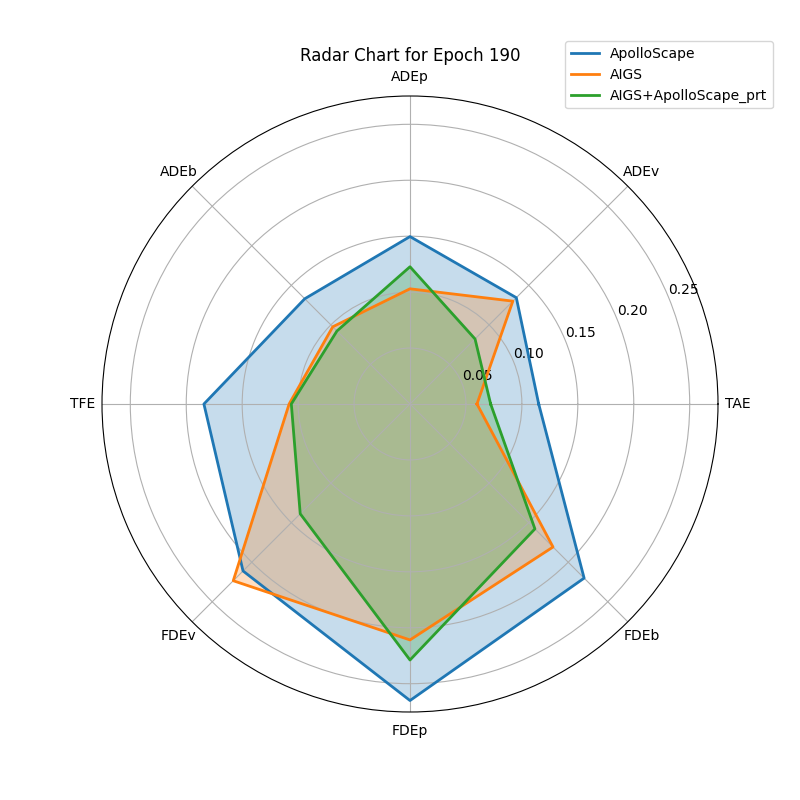 Radar Chart for Epoch 190
ApolloScape
AIGS
AIGS+ApolloScape_prt
ADEp
ADEb
ADEv
0.25
0.20
0.15
0.10
0.05
TFE
TAE
FDEv
FDEb
FDEp